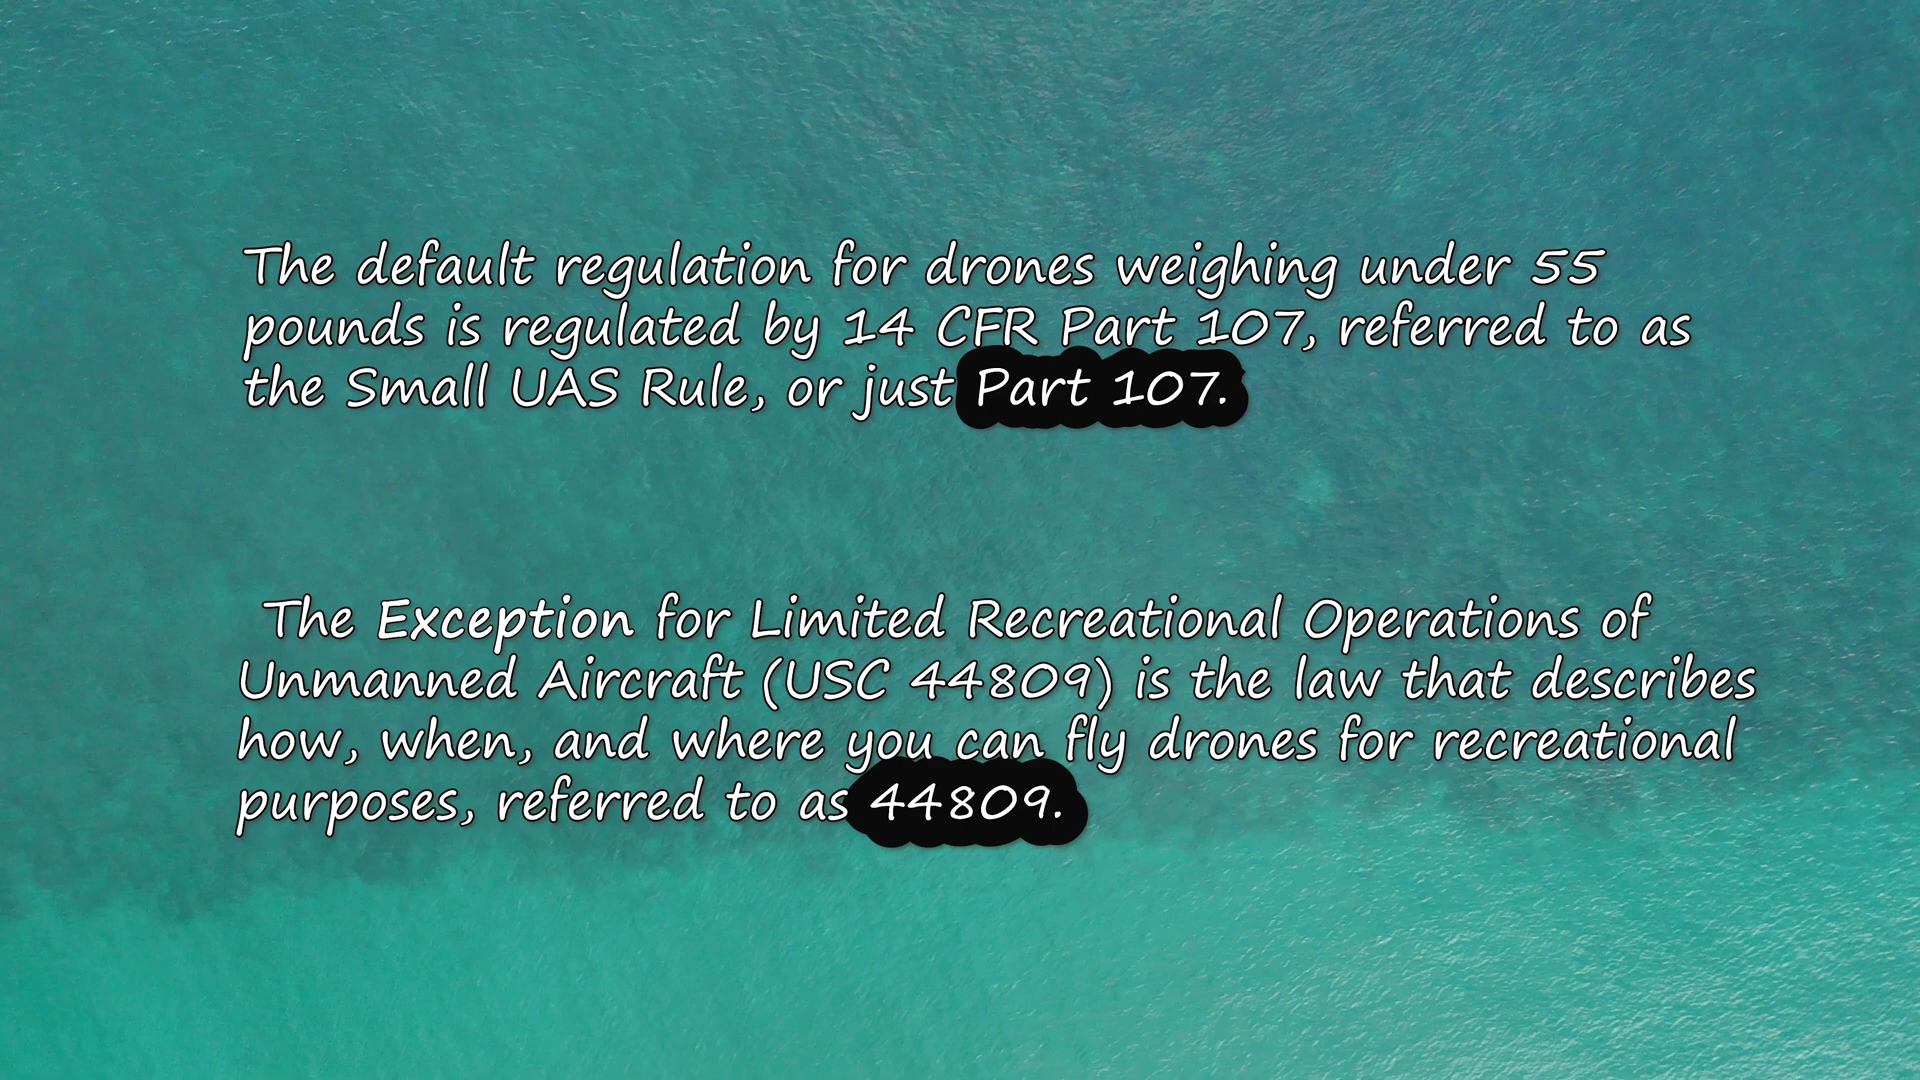 The default regulation for drones weighing under 55
pounds is regulated by 14 CFR Part 107, referred to as
the Small UAS Rule, or just Part 107.
The Exception for Limited Recreational Operations of
Unmanned Aircraft (USC 44809) is the law that describes
how, when, and where you can fly drones for recreational
purposes, referred to as 44809.